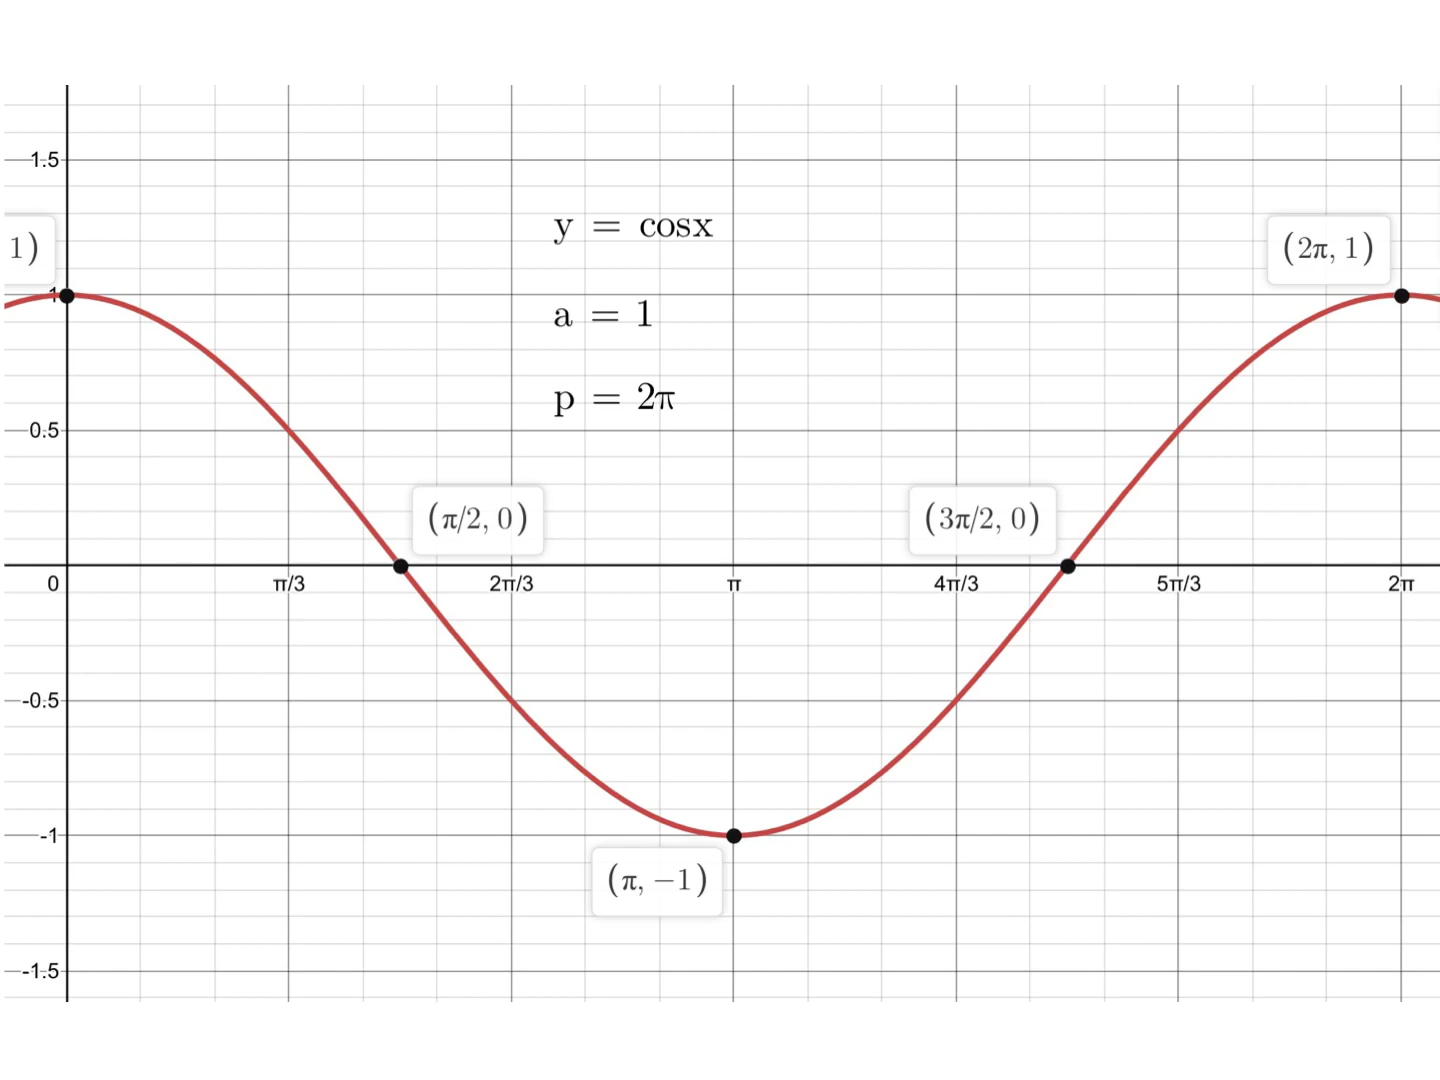 1.5
y = cosx
1)
(2π, 1)
1
a = 1
p = 2π
0.5
(π/2, 0)
(3π/2, 0)
0
π/3
2π/3
π
4π/3
5π/3
2π
-0.5
-1
(π, −1)
-1.5